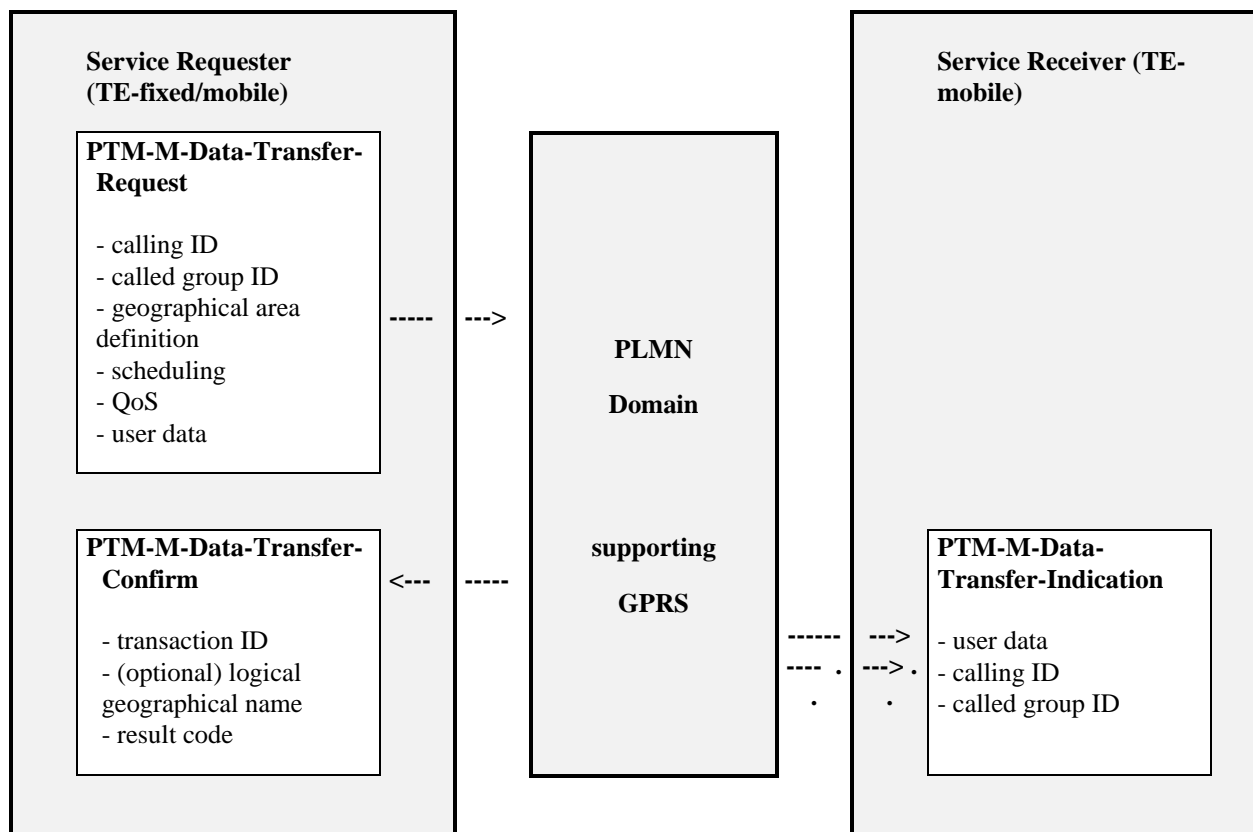 Service Requester
(TE-fixed/mobile)
PTM-M-Data-Transfer-
Request
- calling ID
- called group ID
- geographical area
definition
- scheduling
- QoS
- user data
----- --->
PTM-M-Data-Transfer-
Confirm
- transaction ID
- (optional) logical
geographical name
- result code
<--- -----
PLMN
Domain
supporting
GPRS
------ --->
---- . --->.
. .
Service Receiver (TE-
mobile)
PTM-M-Data-
Transfer-Indication
- user data
- calling ID
- called group ID